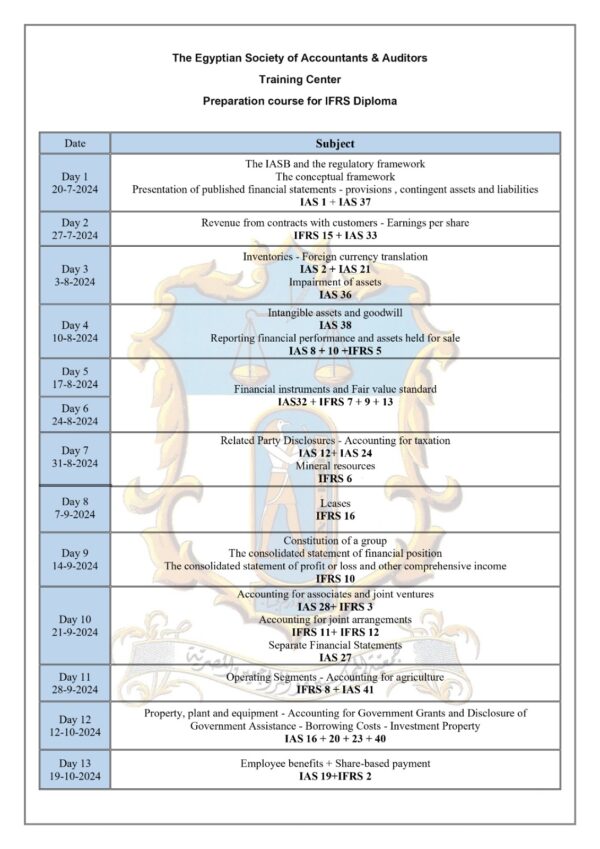 The Egyptian Society of Accountants & Auditors
Training Center
Preparation course for IFRS Diploma
Date
Subject
Day 1
20-7-2024
The IASB and the regulatory framework
The conceptual framework
Presentation of published financial statements - provisions , contingent assets and liabilities
IAS 1 + IAS 37
Day 2
27-7-2024
Revenue from contracts with customers - Earnings per share
IFRS 15 + IAS 33
Day 3
3-8-2024
Inventories - Foreign currency translation
IAS 2 + IAS 21
Impairment of assets
IAS 36
Day 4
10-8-2024
Intangible assets and goodwill
IAS 38
Reporting financial performance and assets held for sale
IAS 8 + 10 +IFRS 5
Day 5
17-8-2024
Day 6
24-8-2024
Financial instruments and Fair value standard
IAS32 + IFRS 7 + 9 + 13
Day 7
31-8-2024
Related Party Disclosures - Accounting for taxation
IAS 12+ IAS 24
Mineral resources
IFRS 6
Day 8
7-9-2024
Leases
IFRS 16
Day 9
14-9-2024
Constitution of a group
The consolidated statement of financial position
The consolidated statement of profit or loss and other comprehensive income
IFRS 10
Day 10
21-9-2024
Accounting for associates and joint ventures
IAS 28+ IFRS 3
Accounting for joint arrangements
IFRS 11+ IFRS 12
Separate Financial Statements
IAS 27
Day 11
28-9-2024
Operating Segments - Accounting for agriculture
IFRS 8 + IAS 41
Day 12
12-10-2024
Property, plant and equipment - Accounting for Government Grants and Disclosure of
Government Assistance - Borrowing Costs - Investment Property
IAS 16 + 20 + 23 + 40
Day 13
19-10-2024
Employee benefits + Share-based payment
IAS 19+IFRS 2